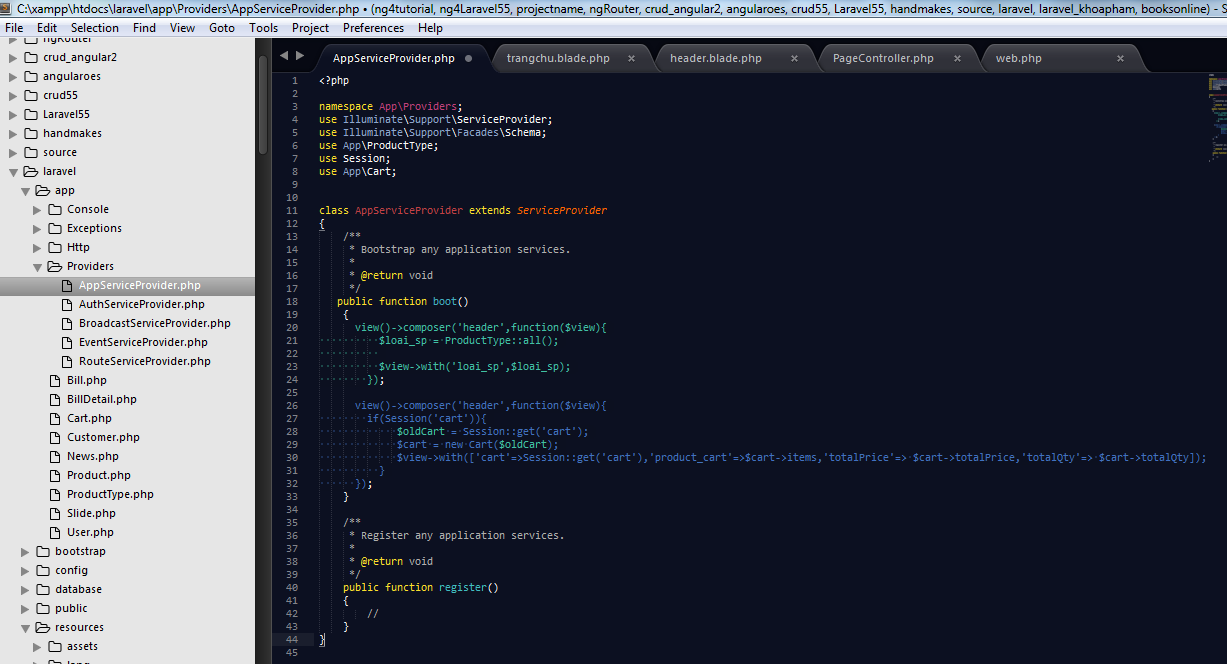 C:\xampp\htdocs\laravel\app\Providers\AppServiceProvider.php • (ng4tutorial, ng4Laravel55, projectname, ngRouter, crud_angular2, angularoes, crud55, Laravel55, handmakes, source, laravel, laravel_khoapham, booksonline) - S
File Edit Selection Find View Goto Tools Project Preferences Help
ngRouter
crud_angular2
angularoes
crud55
Laravel55
handmakes
source
laravel
app
Console
Exceptions
Http
Providers
AppServiceProvider.php
AuthServiceProvider.php
BroadcastServiceProvider.php
EventServiceProvider.php
RouteServiceProvider.php
Bill.php
BillDetail.php
Cart.php
Customer.php
News.php
Product.php
ProductType.php
Slide.php
User.php
bootstrap
config
database
public
resources
assets
lang
AppServiceProvider.php trangchu.blade.php × header.blade.php × PageController.php × web.php ×
1 <?php
2
3 namespace App\Providers;
4 use Illuminate\Support\ServiceProvider;
5 use Illuminate\Support\Facades\Schema;
6 use App\ProductType;
7 use Session;
8 use App\Cart;
9
10
11 class AppServiceProvider extends ServiceProvider
12 {
13 /**
14 * Bootstrap any application services.
15 *
16 * @return void
17 */
18 public function boot()
19 {
20 view()->composer('header',function($view){
21 $loai_sp = ProductType::all();
22
23 $view->with('loai_sp',$loai_sp);
24 });
25
26 view()->composer('header',function($view){
27 if(Session('cart')){
28 $oldCart = Session::get('cart');
29 $cart = new Cart($oldCart);
30 $view->with(['cart'=>Session::get('cart'),'product_cart'=>$cart->items,'totalPrice'=> $cart->totalPrice,'totalQty'=> $cart->totalQty]);
31 }
32 });
33 }
34
35 /**
36 * Register any application services.
37 *
38 * @return void
39 */
40 public function register()
41 {
42 //
43 }
44 }
45